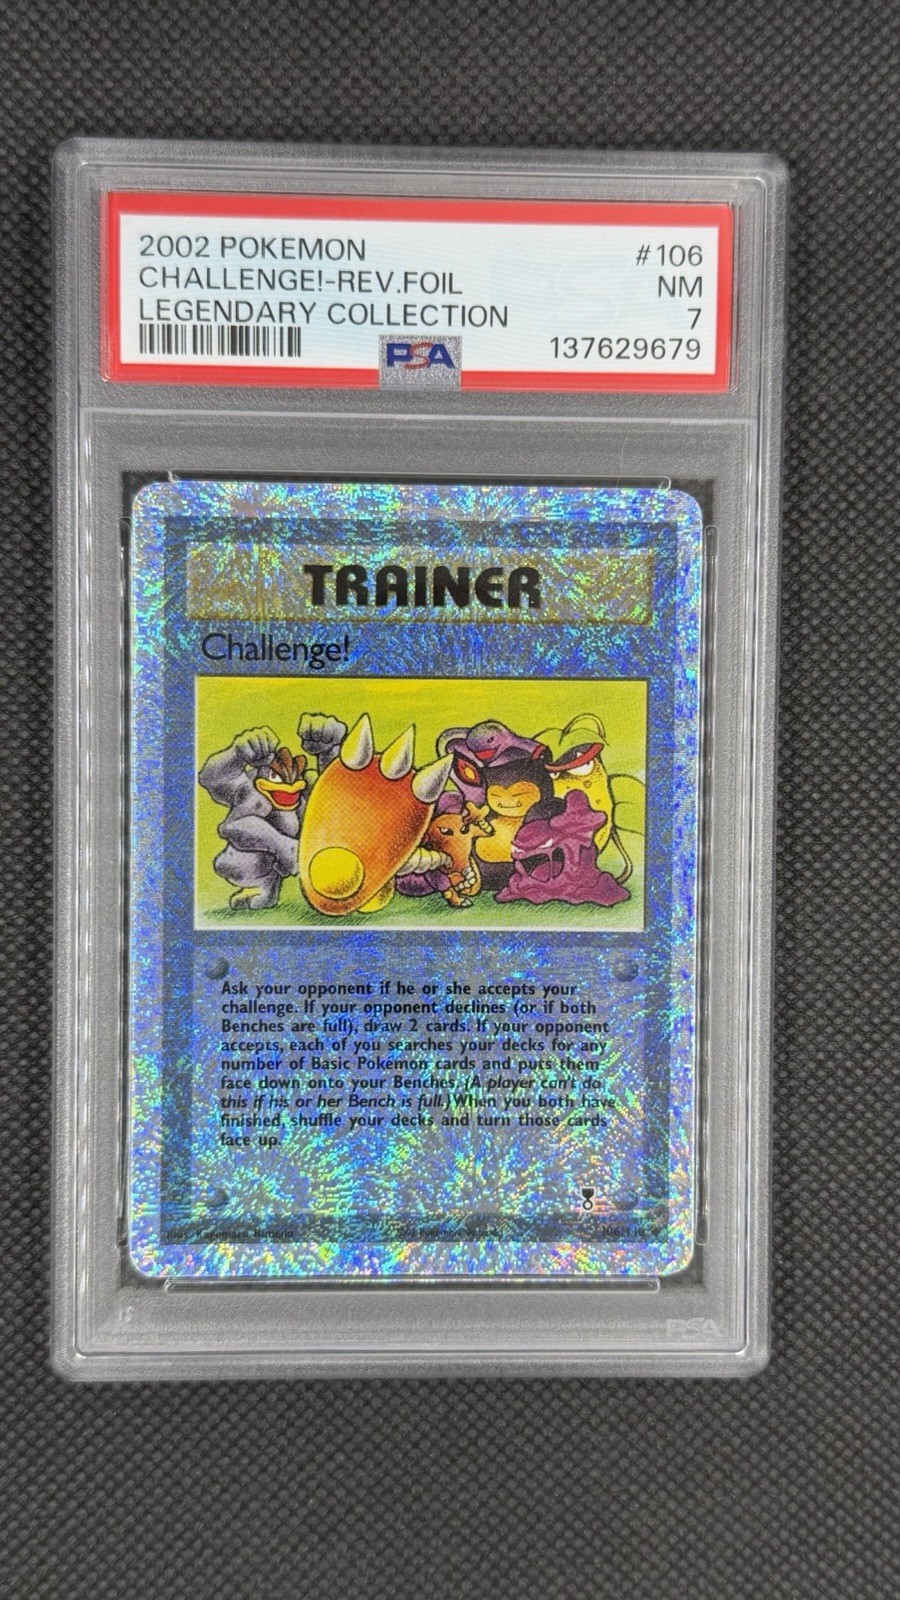 2002 POKEMON #106
CHALLENGE!-REV.FOIL NM
LEGENDARY COLLECTION 7
PSA 137629679
TRAINER
Challenge!
Ask your opponent if he or she accepts your
challenge. If your opponent declines (or if both
Benches are full), draw 2 cards. If your opponent
accepts, each of you searches your decks for any
number of Basic Pokémon cards and puts them
face down onto your Benches. (A player can't do
this if his or her Bench is full.) When you both have
finished, shuffle your decks and turn those cards
face up.
106/110
PSA